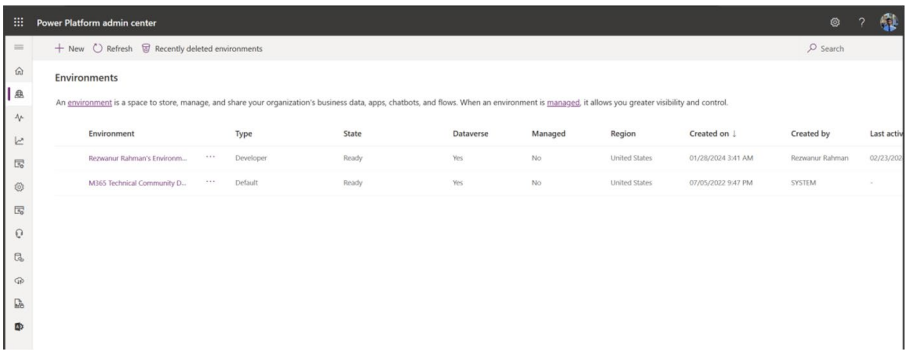 Power Platform admin center
?
New Refresh Recently deleted environments Search
Environments
An environment is a space to store, manage, and share your organization's business data, apps, chatbots, and flows. When an environment is managed, it allows you greater visibility and control.
Environment Type State Dataverse Managed Region Created on ↓ Created by Last activ
Rezwanur Rahman's Environm... ... Developer Ready Yes No United States 01/28/2024 3:41 AM Rezwanur Rahman 02/23/202
M365 Technical Community D... ... Default Ready Yes No United States 07/05/2022 9:47 PM SYSTEM -